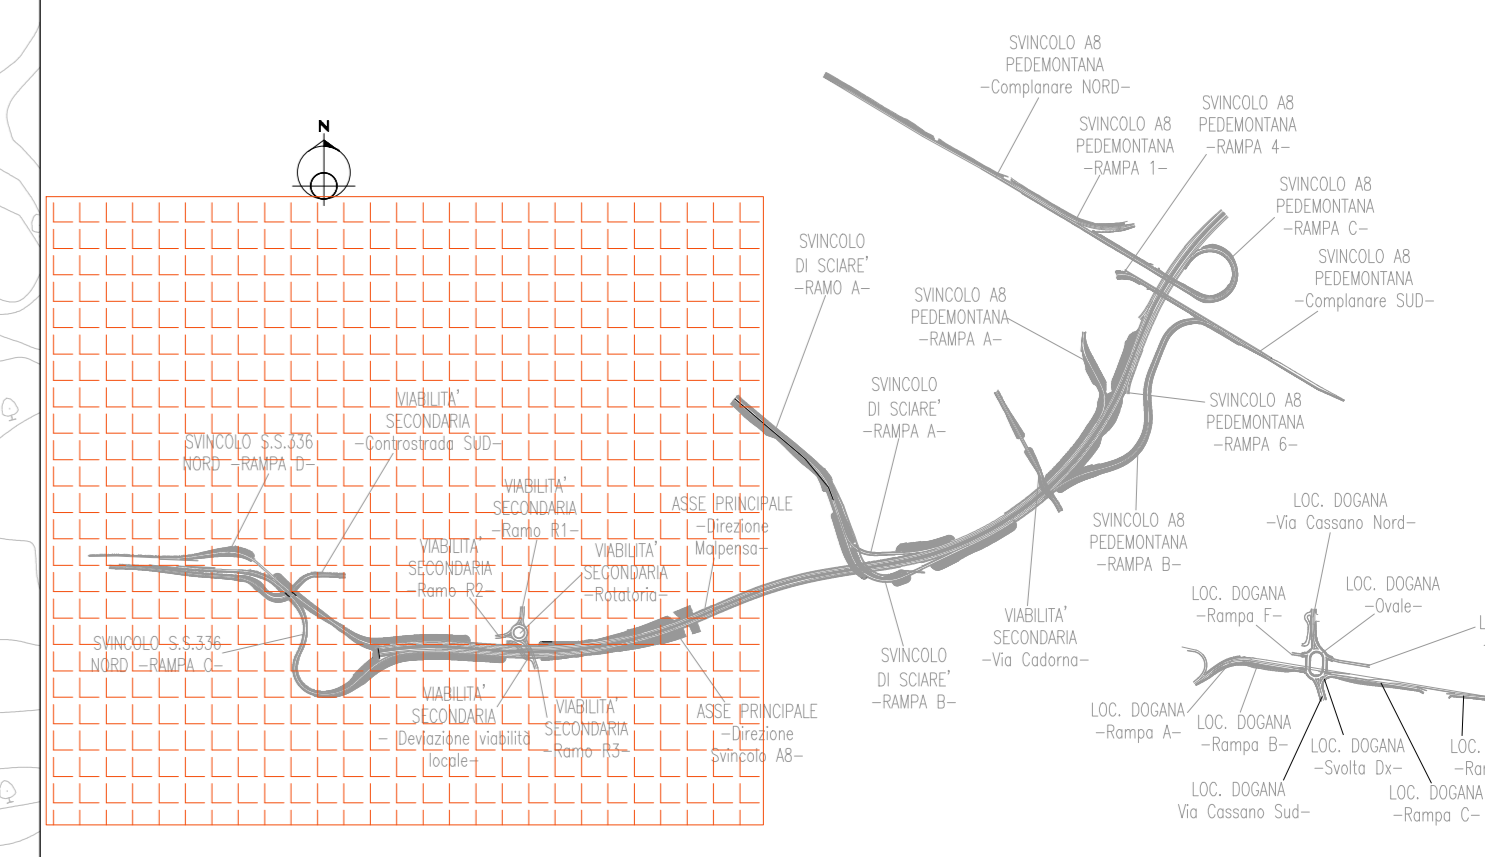 N
SVINCOLO A8
PEDEMONTANA
-Complanare NORD-
SVINCOLO A8
PEDEMONTANA
-RAMPA 1-
SVINCOLO A8
PEDEMONTANA
-RAMPA 4-
SVINCOLO A8
PEDEMONTANA
-RAMPA C-
SVINCOLO A8
PEDEMONTANA
-Complanare SUD-
SVINCOLO
DI SCIARE'
-RAMO A-
SVINCOLO A8
PEDEMONTANA
-RAMPA A-
SVINCOLO
DI SCIARE'
-RAMPA A-
SVINCOLO A8
PEDEMONTANA
-RAMPA 6-
VIABILITA'
SECONDARIA
-Controstrada SUD-
SVINCOLO S.S.336
NORD -RAMPA D-
VIABILITA'
SECONDARIA
-Ramo R1-
ASSE PRINCIPALE
-Direzione
Malpensa-
VIABILITA'
SECONDARIA
-Ramo R2-
VIABILITA'
SECONDARIA
-Rotatoria-
SVINCOLO A8
PEDEMONTANA
-RAMPA B-
LOC. DOGANA
-Via Cassano Nord-
LOC. DOGANA
-Rampa F-
LOC. DOGANA
-Ovale-
SVINCOLO S.S.336
NORD -RAMPA C-
VIABILITA'
SECONDARIA
-Via Cadorna-
SVINCOLO
DI SCIARE'
-RAMPA B-
VIABILITA'
SECONDARIA
- Deviazione viabilità
locale-
VIABILITA'
SECONDARIA
-Ramo R3-
ASSE PRINCIPALE
-Direzione
Svincolo A8-
LOC. DOGANA
-Rampa A-
LOC. DOGANA
-Rampa B-
LOC. DOGANA
-Svolta Dx-
LOC.
LOC. DOGANA
Via Cassano Sud-
LOC. DOGANA
-Rampa C-